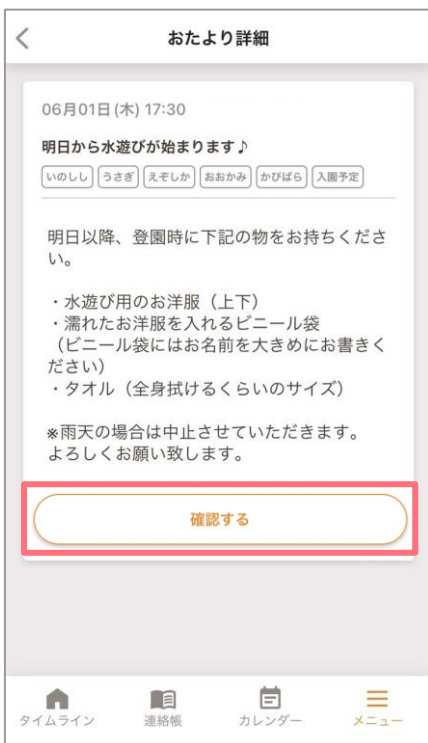 おたより詳細
06月01日(木) 17:30
明日から水遊びが始まります♪
いのしし うさぎ えぞしか おおかみ かぴばら 入園予定
明日以降、登園時に下記の物をお持ちくださ
い。
・水遊び用のお洋服（上下）
・濡れたお洋服を入れるビニール袋
（ビニール袋にはお名前を大きめにお書きく
ださい）
・タオル（全身拭けるくらいのサイズ）
※雨天の場合は中止させていただきます。
よろしくお願い致します。
確認する
タイムライン 連絡帳 カレンダー メニュー